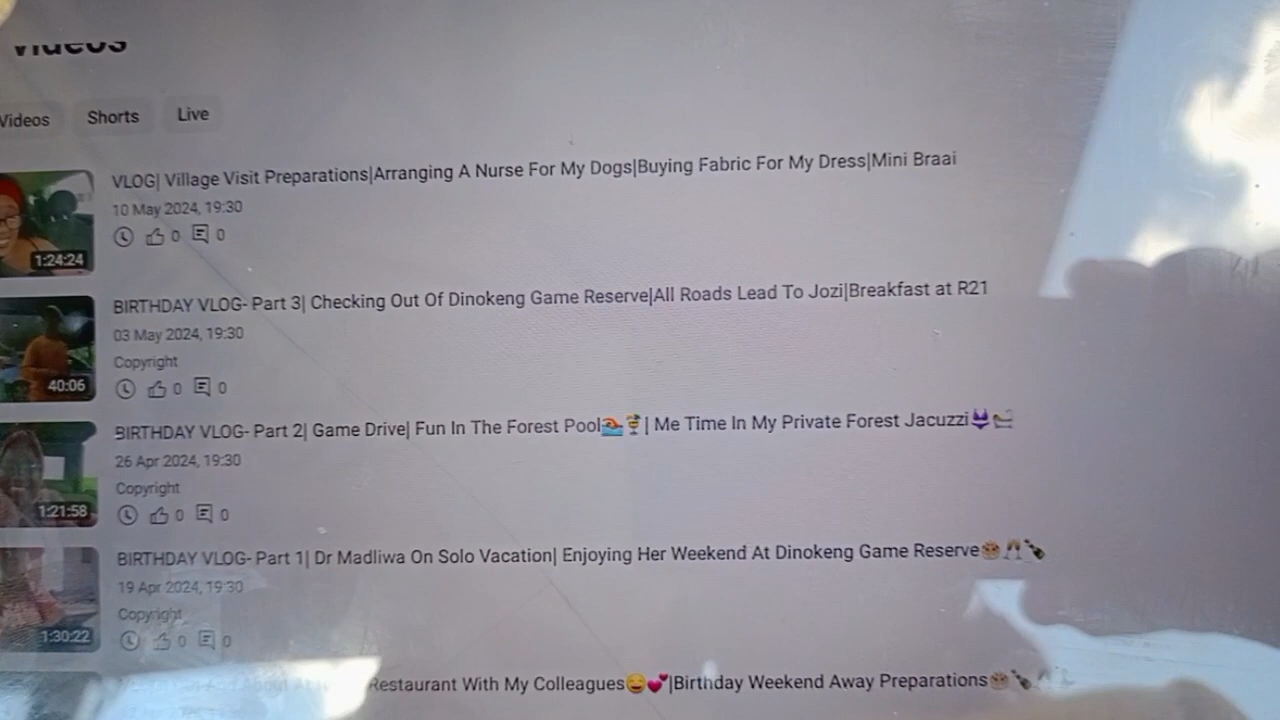 Videos
Videos Shorts Live
VLOG| Village Visit Preparations|Arranging A Nurse For My Dogs|Buying Fabric For My Dress|Mini Braai
10 May 2024, 19:30
0 0
1:24:24
BIRTHDAY VLOG- Part 3| Checking Out Of Dinokeng Game Reserve|All Roads Lead To Jozi|Breakfast at R21
03 May 2024, 19:30
Copyright
40:06
0 0
BIRTHDAY VLOG- Part 2| Game Drive| Fun In The Forest Pool🏊🍹| Me Time In My Private Forest Jacuzzi👙🛁
26 Apr 2024, 19:30
Copyright
1:21:58
0 0
BIRTHDAY VLOG- Part 1| Dr Madliwa On Solo Vacation| Enjoying Her Weekend At Dinokeng Game Reserve🎂🥂🍾
19 Apr 2024, 19:30
Copyright
1:30:22
0 0
Restaurant With My Colleagues😄💕|Birthday Weekend Away Preparations🎂🍾🥂